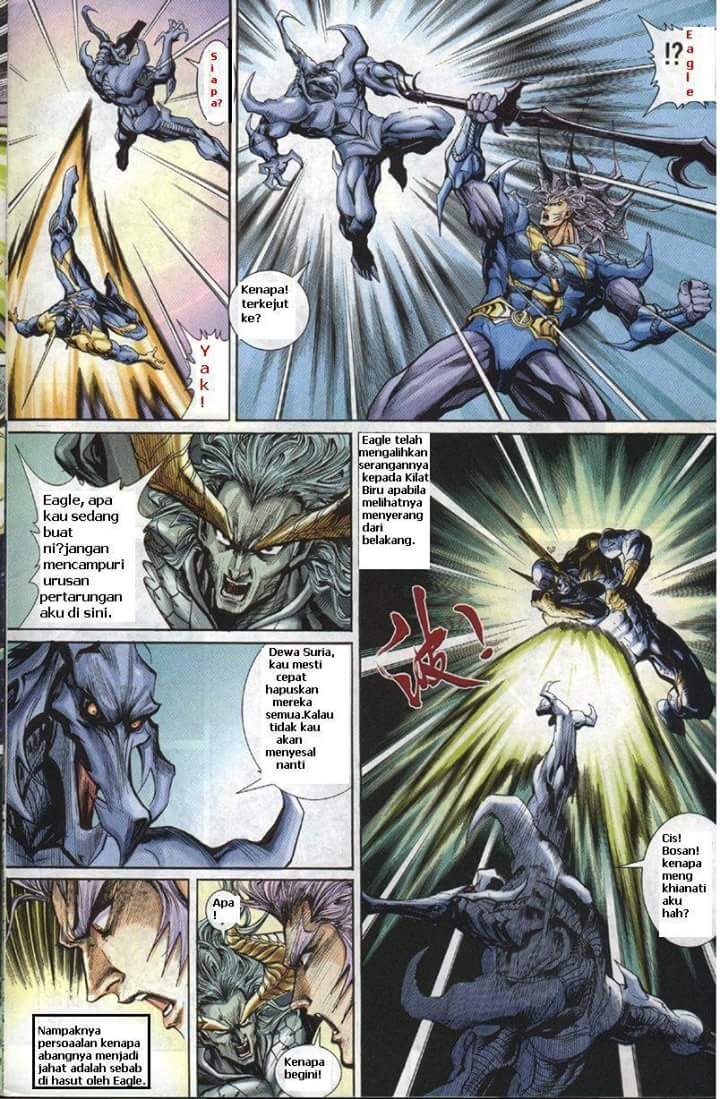 Siapa?
Yak!
Eagle
!?
Kenapa!
terkejut
ke?
Eagle, apa
kau sedang
buat
ni?jangan
mencampuri
urusan
pertarungan
aku di sini.
Eagle telah
mengalihkan
serangannya
kepada Kilat
Biru apabila
melihatnya
menyerang
dari
belakang.
Dewa Suria,
kau mesti
cepat
hapuskan
mereka
semua.Kalau
tidak kau
akan
menyesal
nanti
Cis!
Bosan!
kenapa
meng
khianati
aku
hah?
Nampaknya
persoaalan kenapa
abangnya menjadi
jahat adalah sebab
di hasut oleh Eagle.
Apa
!
Kenapa
begini!